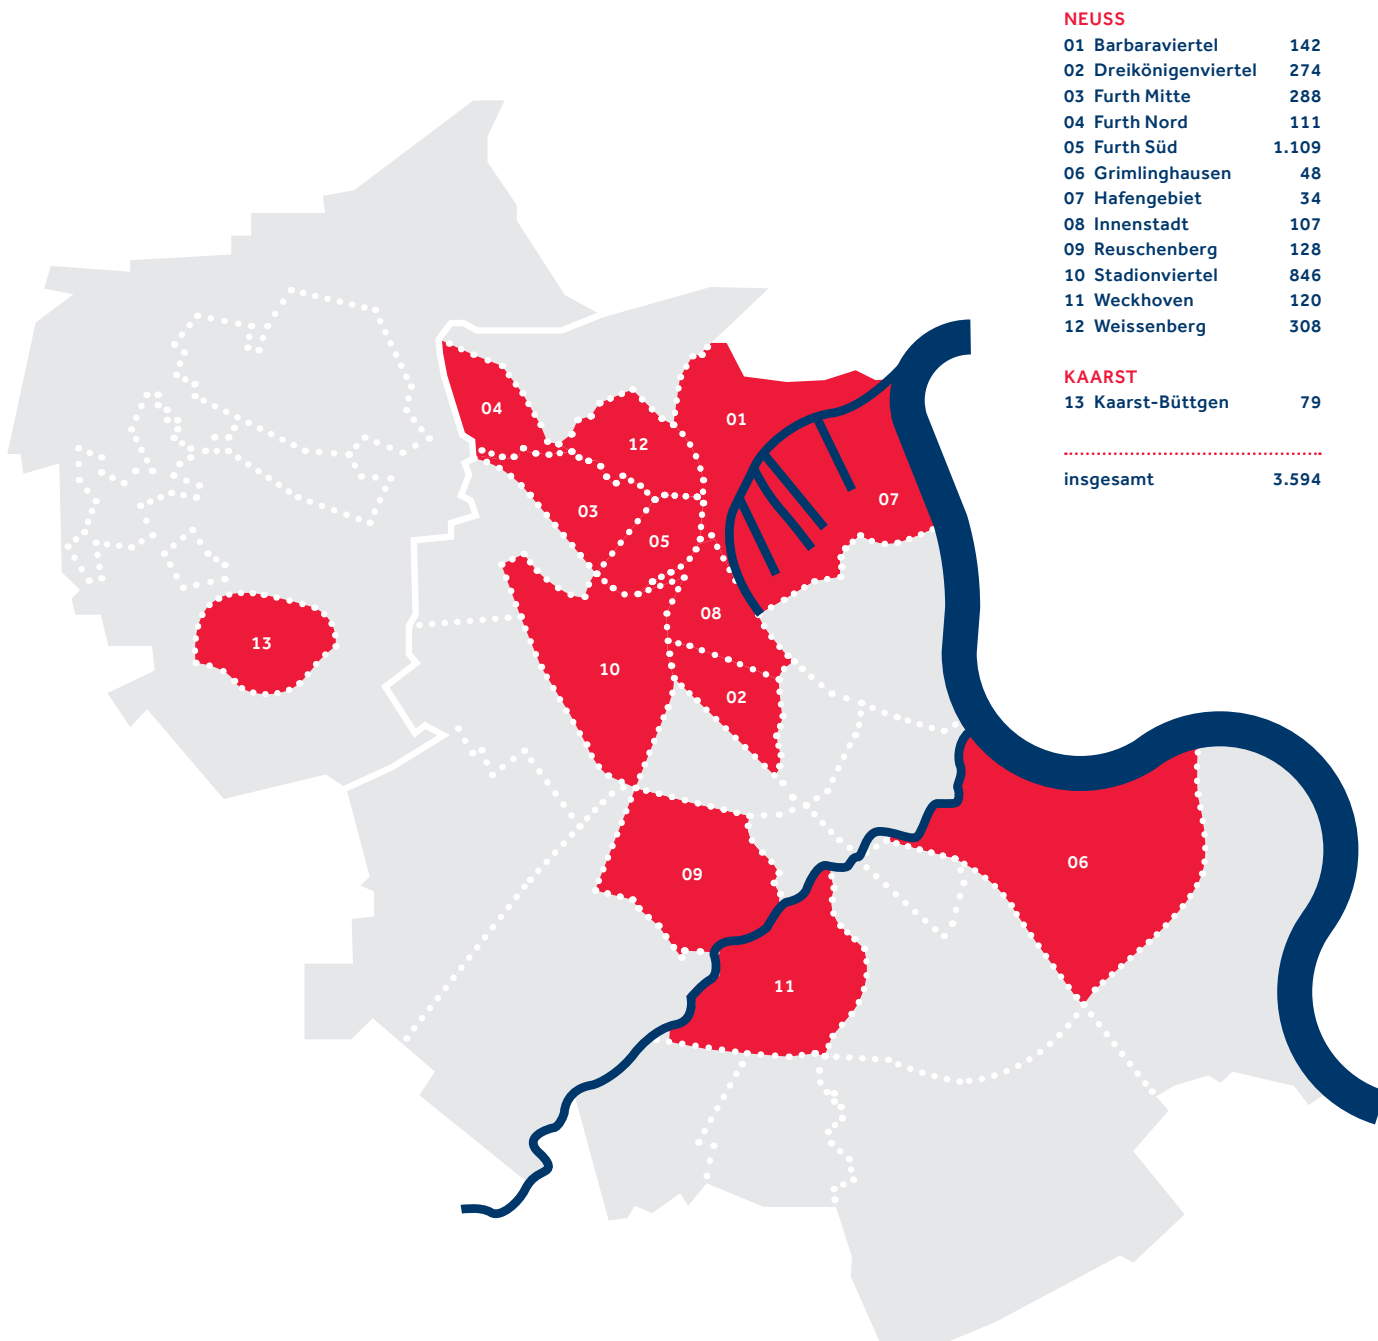 NEUSS
01 Barbaraviertel 142
02 Dreikönigenviertel 274
03 Furth Mitte 288
04 Furth Nord 111
05 Furth Süd 1.109
06 Grimlinghausen 48
07 Hafengebiet 34
08 Innenstadt 107
09 Reuschenberg 128
10 Stadionviertel 846
11 Weckhoven 120
12 Weissenberg 308
KAARST
13 Kaarst-Büttgen 79
insgesamt 3.594
04
01
12
07
03
05
08
13
10
02
06
09
11